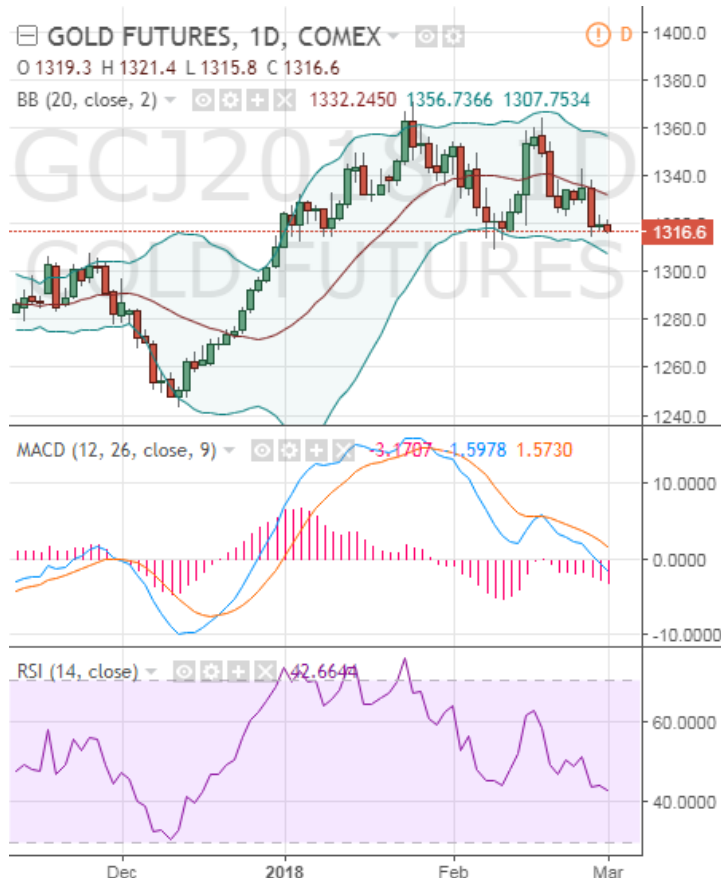 GOLD FUTURES, 1D, COMEX
D
O 1319.3 H 1321.4 L 1315.8 C 1316.6
BB (20, close, 2) 1332.2450 1356.7366 1307.7534
GCJ2018, 1D
GOLD FUTURES
1400.0
1380.0
1360.0
1340.0
1316.6
1300.0
1280.0
1260.0
1240.0
MACD (12, 26, close, 9) -3.1707 -1.5978 1.5730
10.0000
0.0000
-10.0000
RSI (14, close) 42.6644
60.0000
40.0000
Dec 2018 Feb Mar